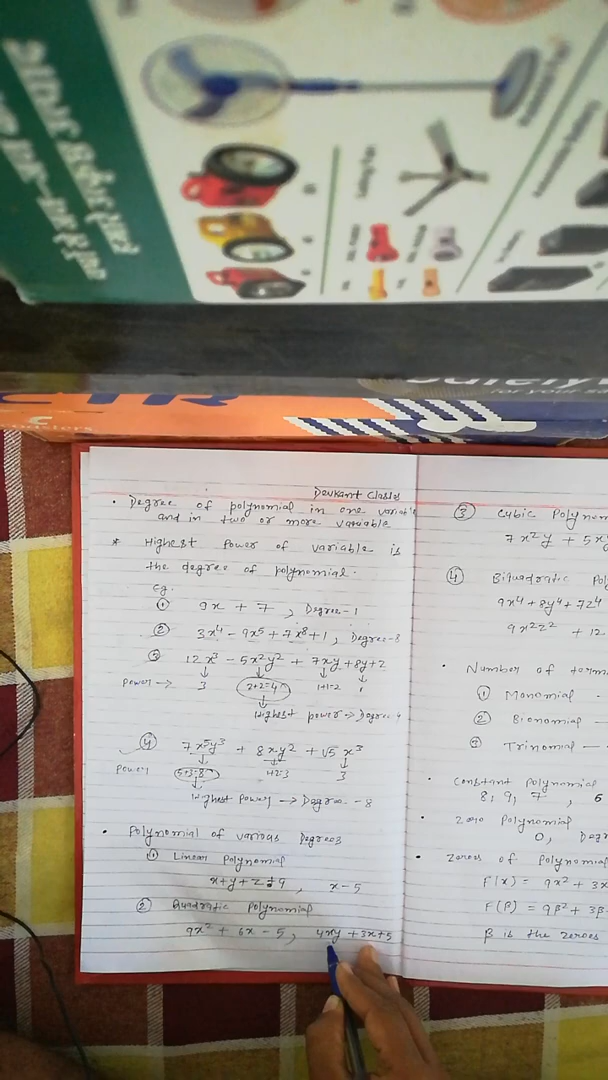 Devkant Classes
• Degree of polynomial in one variable
and in two or more variable
* Highest Power of variable is
the degree of polynomial.
Eg.
① 9x + 7 , Degree-1
② 3x⁴ - 9x⁵ + 7x⁸ + 1 , Degree-8
③ 12x³ - 5x²y² + 7xy + 8y + 2
Power → 3 2+2=4 1+1=2 1
Highest power → Degree 4
④ 7x⁵y³ + 8xy² + √5 x³
Power 5+3=8 1+2=3 3
Highest Power → Degree - 8
• Polynomial of various Degrees
① Linear Polynomial
x+y+z=9 , x-5
② Quadratic Polynomial
9x² + 6x - 5 , 4xy + 3x+5
③ Cubic Polynom
7x²y + 5x
④ Biquadratic Pol
9x⁴ + 8y⁴ + 7z⁴
9x²z² + 12
• Number of term
① Monomial -
② Bionomial —
③ Trinomial —
• Constant Polynomial
8, 9, 7 , 6
• Zero Polynomial
0, Deg
• Zeroes of Polynomial
P(x) = 9x² + 3x
P(β) = 9β² + 3β
β is the zeroes